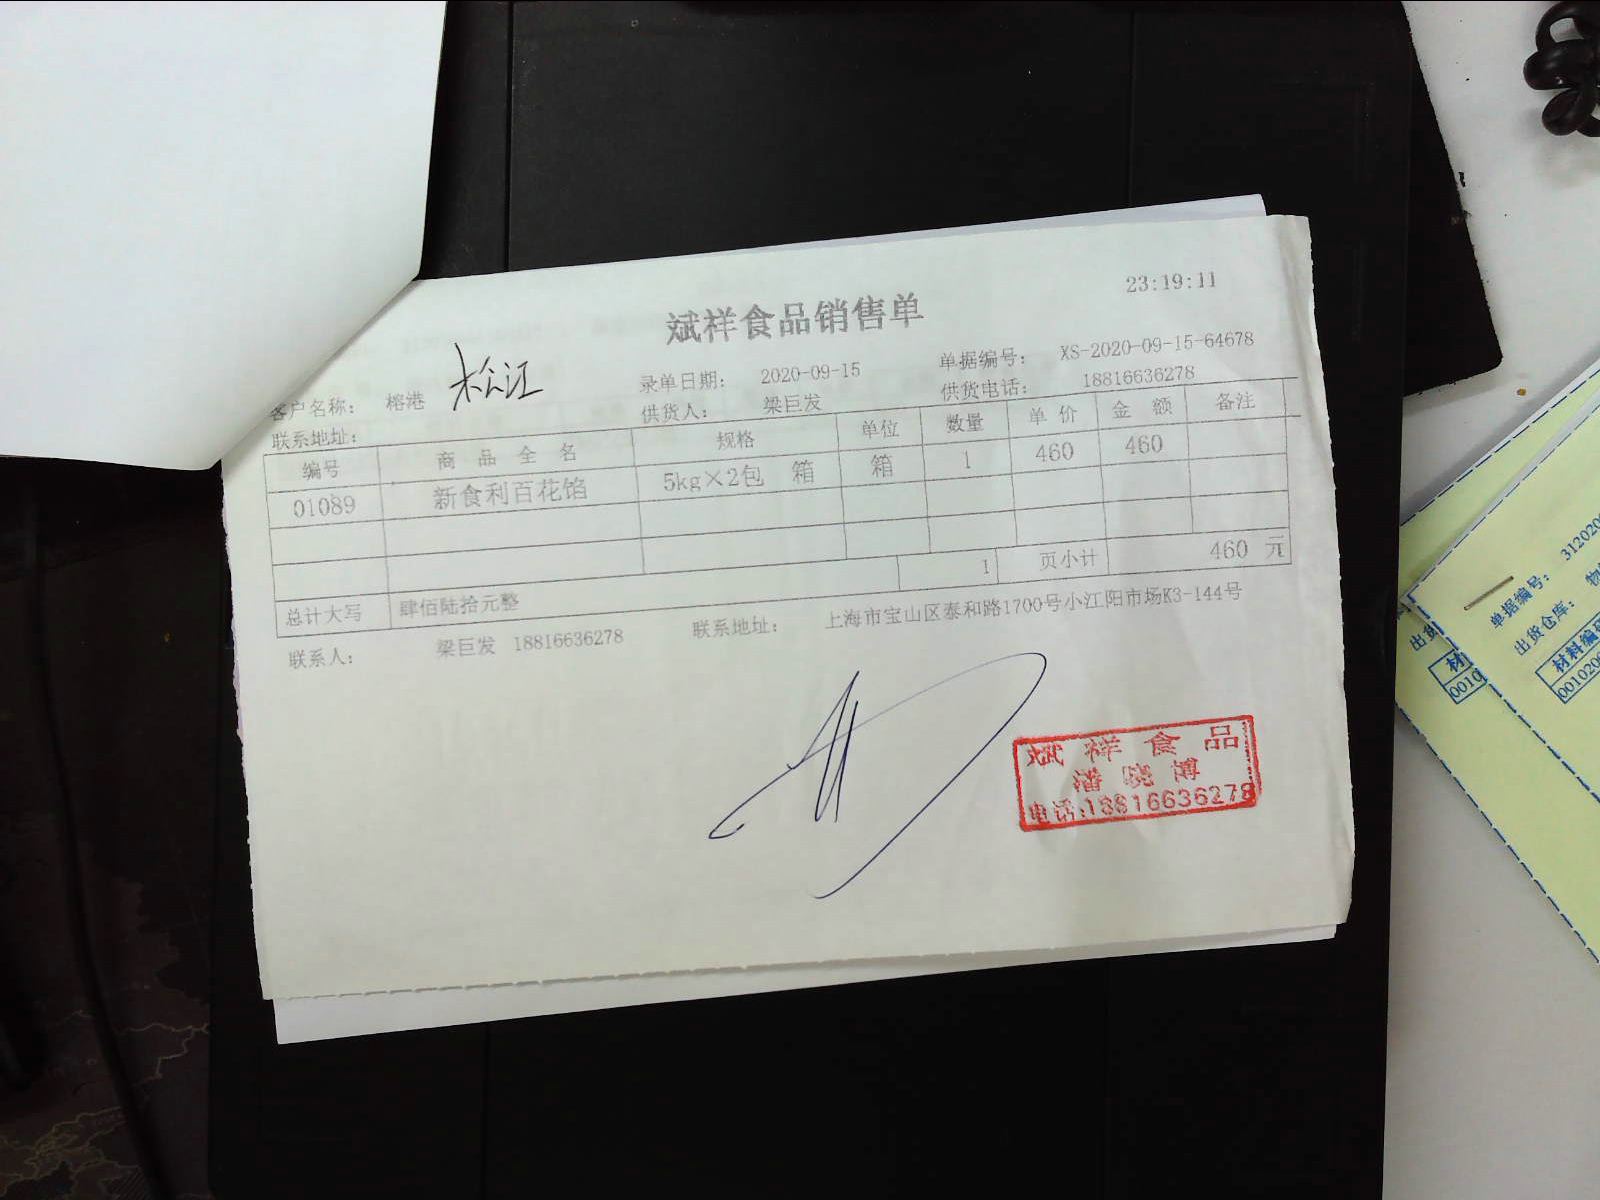 23:19:11
斌祥食品销售单
客户名称： 榕港 松江 录单日期： 2020-09-15 单据编号： XS-2020-09-15-64678
联系地址： 供货人： 梁巨发 供货电话： 18816636278
编号 商 品 全 名 规格 单位 数量 单 价 金 额 备注
01089 新食利百花馅 5kg×2包 箱 箱 1 460 460
1 页小计 460 元
总计大写 肆佰陆拾元整
联系人： 梁巨发 18816636278 联系地址： 上海市宝山区泰和路1700号小江阳市场K3-144号
斌祥食品
潘晓博
电话:18816636278
单据编号： 312020
出货仓库： 物
材料编码
001020
出货
材
0010